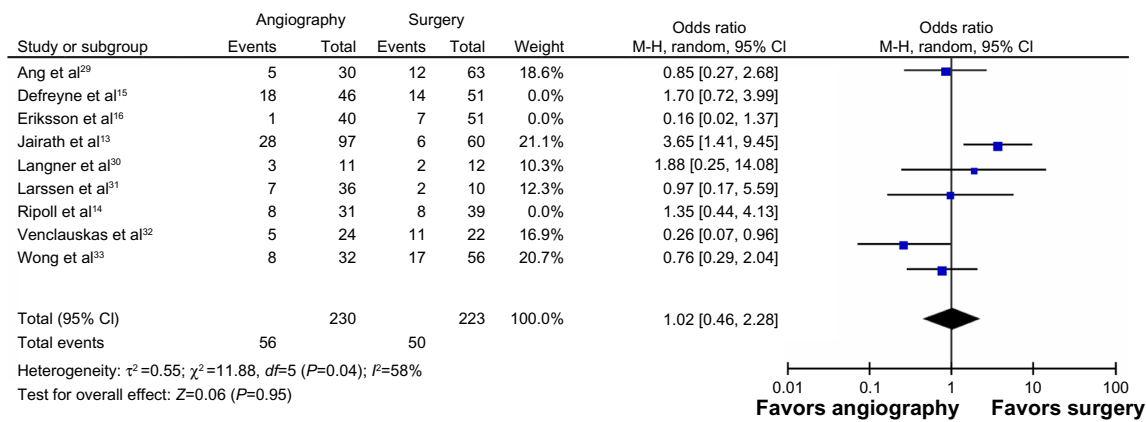 Angiography Surgery Odds ratio Odds ratio
Study or subgroup Events Total Events Total Weight M-H, random, 95% CI M-H, random, 95% CI
Ang et al²⁹ 5 30 12 63 18.6% 0.85 [0.27, 2.68]
Defreyne et al¹⁵ 18 46 14 51 0.0% 1.70 [0.72, 3.99]
Eriksson et al¹⁶ 1 40 7 51 0.0% 0.16 [0.02, 1.37]
Jairath et al¹³ 28 97 6 60 21.1% 3.65 [1.41, 9.45]
Langner et al³⁰ 3 11 2 12 10.3% 1.88 [0.25, 14.08]
Larssen et al³¹ 7 36 2 10 12.3% 0.97 [0.17, 5.59]
Ripoll et al¹⁴ 8 31 8 39 0.0% 1.35 [0.44, 4.13]
Venclauskas et al³² 5 24 11 22 16.9% 0.26 [0.07, 0.96]
Wong et al³³ 8 32 17 56 20.7% 0.76 [0.29, 2.04]
Total (95% CI) 230 223 100.0% 1.02 [0.46, 2.28]
Total events 56 50
Heterogeneity: τ²=0.55; χ²=11.88, df=5 (P=0.04); I²=58%
Test for overall effect: Z=0.06 (P=0.95)
0.01 0.1 1 10 100
Favors angiography Favors surgery